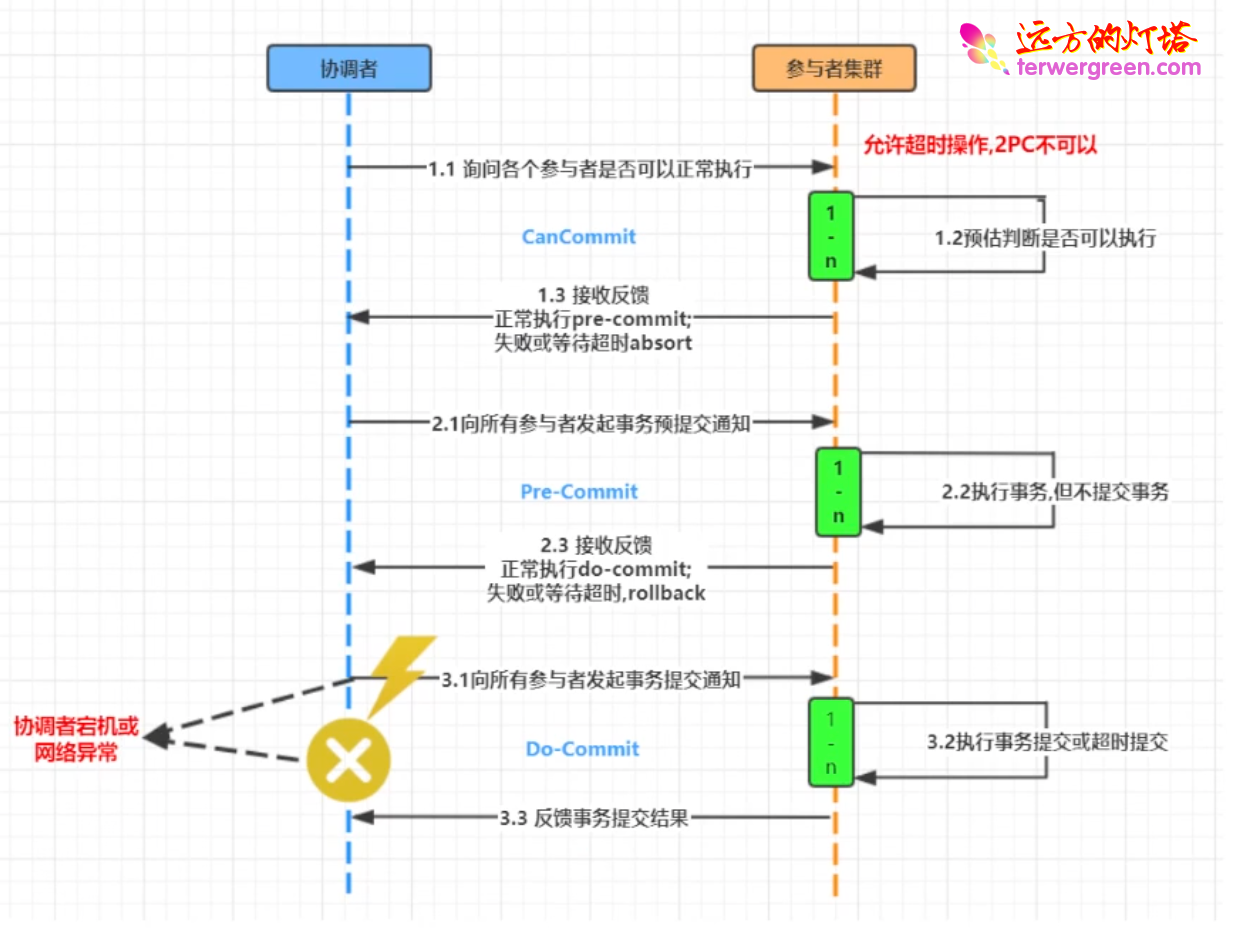 远方的灯塔
terwergreen.com
协调者
参与者集群
允许超时操作,2PC不可以
1.1 询问各个参与者是否可以正常执行
1
-
n
CanCommit
1.2预估判断是否可以执行
1.3 接收反馈
正常执行pre-commit;
失败或等待超时absort
2.1向所有参与者发起事务预提交通知
1
-
n
Pre-Commit
2.2执行事务,但不提交事务
2.3 接收反馈
正常执行do-commit;
失败或等待超时,rollback
3.1向所有参与者发起事务提交通知
协调者宕机或
网络异常
1
-
n
Do-Commit
3.2执行事务提交或超时提交
3.3 反馈事务提交结果